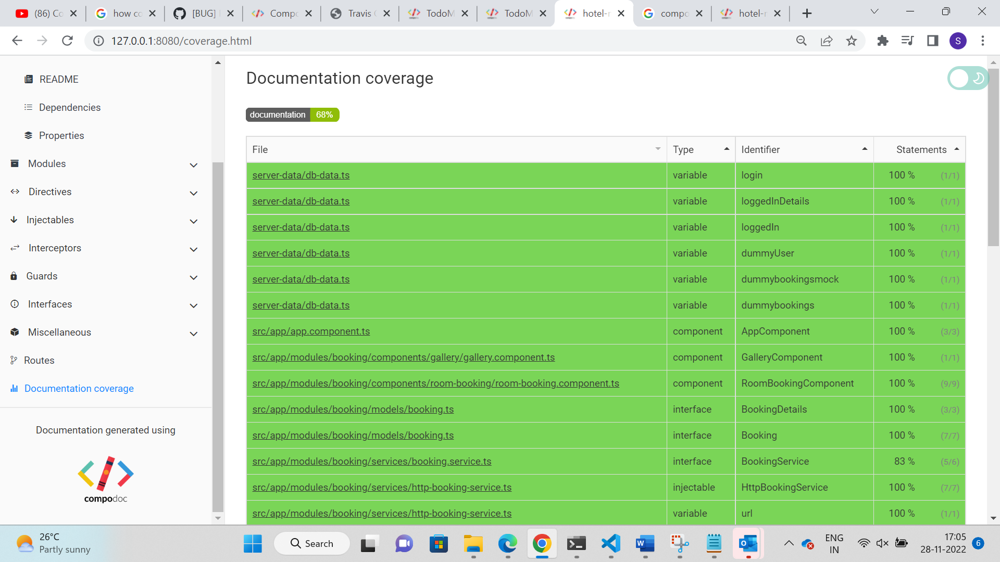 (86) Co
how co
[BUG]
Compo
Travis
TodoM
TodoM
hotel-r
compo
hotel-r
127.0.0.1:8080/coverage.html
S
README
Dependencies
Properties
Modules
Directives
Injectables
Interceptors
Guards
Interfaces
Miscellaneous
Routes
Documentation coverage
Documentation generated using
compodoc
Documentation coverage
documentation 68%
File Type Identifier Statements
server-data/db-data.ts variable login 100 % (1/1)
server-data/db-data.ts variable loggedInDetails 100 % (1/1)
server-data/db-data.ts variable loggedIn 100 % (1/1)
server-data/db-data.ts variable dummyUser 100 % (1/1)
server-data/db-data.ts variable dummybookingsmock 100 % (1/1)
server-data/db-data.ts variable dummybookings 100 % (1/1)
src/app/app.component.ts component AppComponent 100 % (3/3)
src/app/modules/booking/components/gallery/gallery.component.ts component GalleryComponent 100 % (1/1)
src/app/modules/booking/components/room-booking/room-booking.component.ts component RoomBookingComponent 100 % (9/9)
src/app/modules/booking/models/booking.ts interface BookingDetails 100 % (3/3)
src/app/modules/booking/models/booking.ts interface Booking 100 % (7/7)
src/app/modules/booking/services/booking.service.ts interface BookingService 83 % (5/6)
src/app/modules/booking/services/http-booking-service.ts injectable HttpBookingService 100 % (7/7)
src/app/modules/booking/services/http-booking-service.ts variable url 100 % (1/1)
26°C
Partly sunny
Search
ENG
IN
17:05
28-11-2022
6